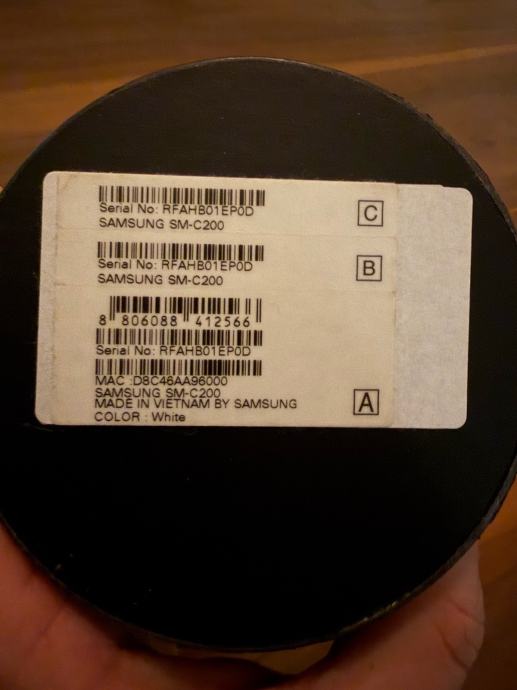 Serial No: RFAHB01EP0D
SAMSUNG SM-C200
C
Serial No: RFAHB01EP0D
SAMSUNG SM-C200
B
8 806088 412566
Serial No: RFAHB01EP0D
MAC :D8C46AA96000
SAMSUNG SM-C200
MADE IN VIETNAM BY SAMSUNG
COLOR : White
A